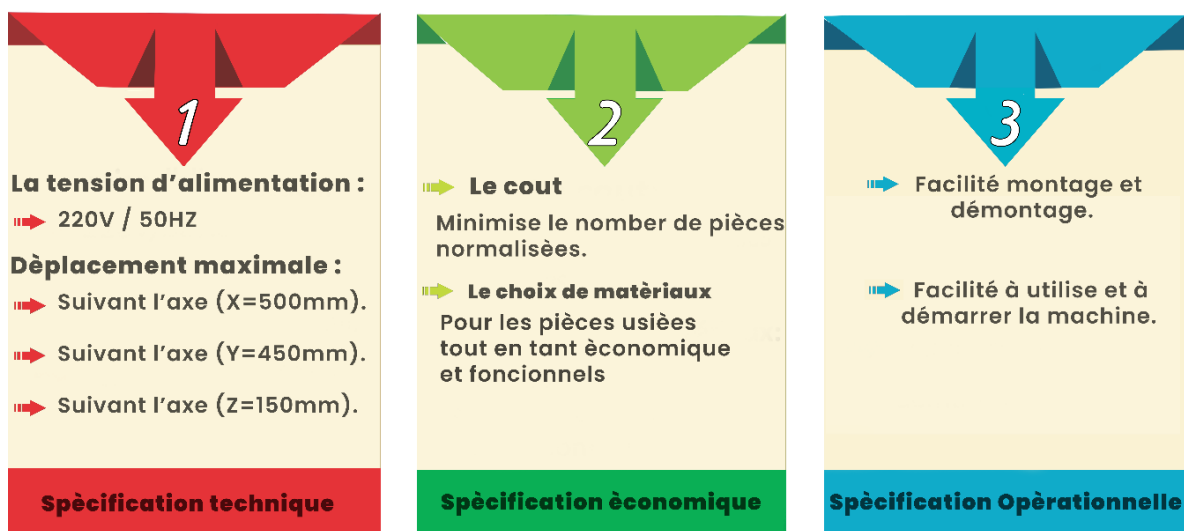 1
La tension d'alimentation :
220V / 50HZ
Dèplacement maximale :
Suivant l'axe (X=500mm).
Suivant l'axe (Y=450mm).
Suivant l'axe (Z=150mm).
Spècification technique
2
Le cout
Minimise le nomber de pièces
normalisèes.
Le choix de matèriaux
Pour les pièces usièes
tout en tant èconomique
et foncionnels
Spècification èconomique
3
Facilité montage et
démontage.
Facilité à utilise et à
démarrer la machine.
Spècification Opèrationnelle